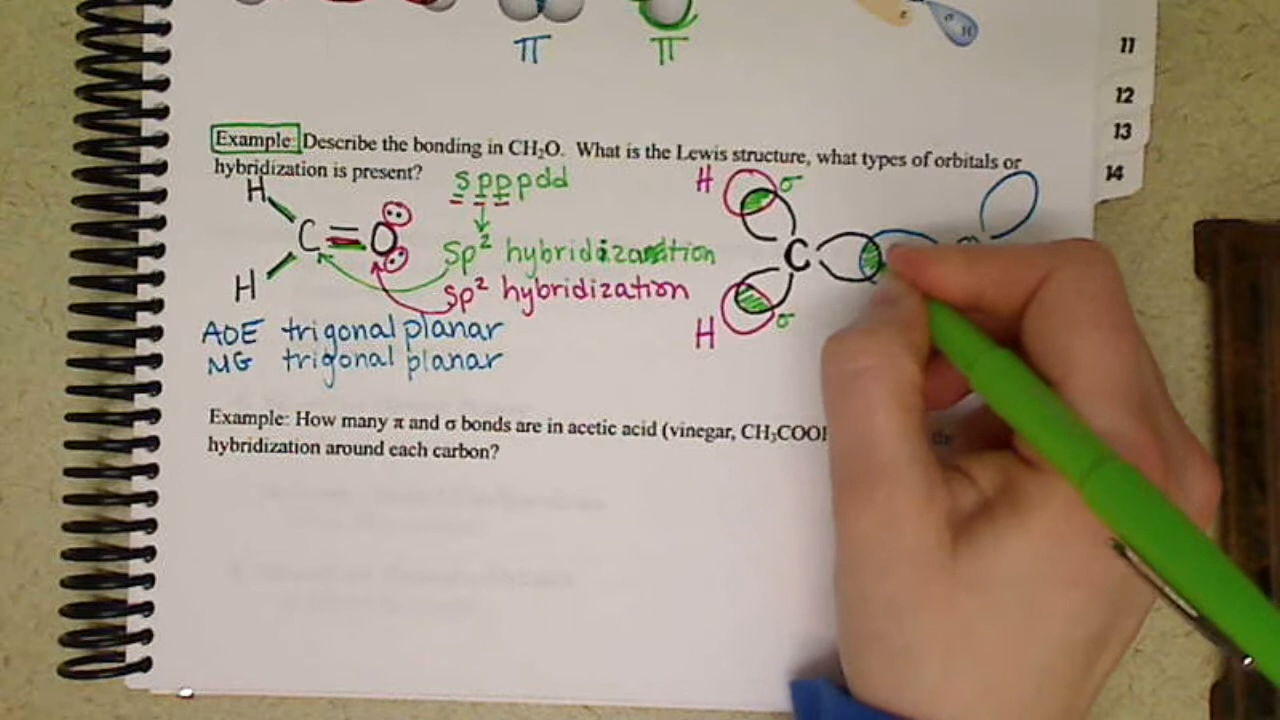 π π
σ
11
12
13
14
Example: Describe the bonding in CH₂O. What is the Lewis structure, what types of orbitals or
hybridization is present?
s p p p d d
H
C = O
H
sp² hybridization
sp² hybridization
AOE trigonal planar
MG trigonal planar
H σ
C
H σ
Example: How many π and σ bonds are in acetic acid (vinegar, CH₃COO
hybridization around each carbon?